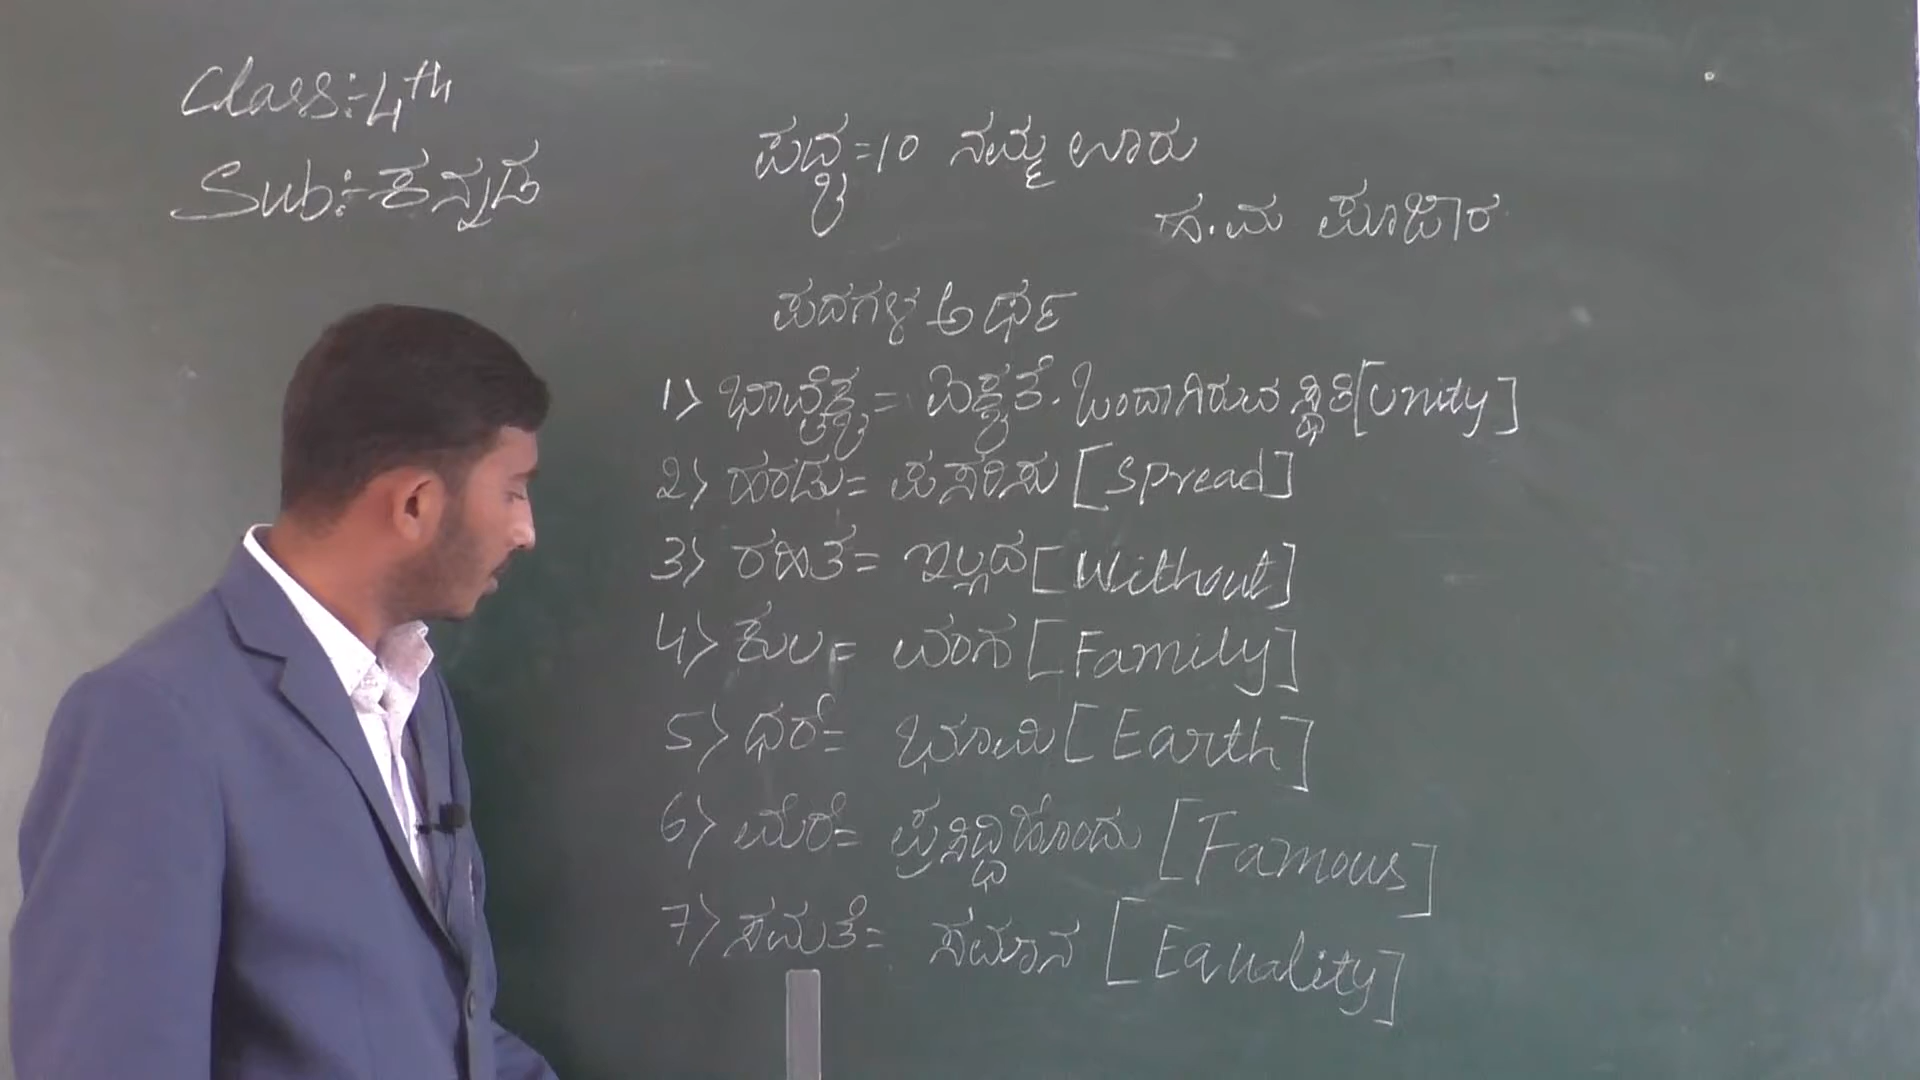 Class:-4th
Sub:-ಕನ್ನಡ
ಪದ್ಯ=10 ನಮ್ಮ ಊರು
ಹ.ಮ ಪೂಜಾರ
ಪದಗಳ ಅರ್ಥ
1> ಭಾವೈಕ್ಯ = ಐಕ್ಯತೆ. ಒಂದಾಗಿರುವ ಸ್ಥಿತಿ [Unity]
2> ಹರಡು = ಪಸರಿಸು [Spread]
3> ರಹಿತ = ಇಲ್ಲದ [Without]
4> ಕುಲ = ವಂಶ [Family]
5> ಧರೆ = ಭೂಮಿ [Earth]
6> ಮೆರೆ = ಪ್ರಸಿದ್ಧಿಹೊಂದು [Famous]
7> ಸಮತೆ = ಸಮಾನ [Equality]